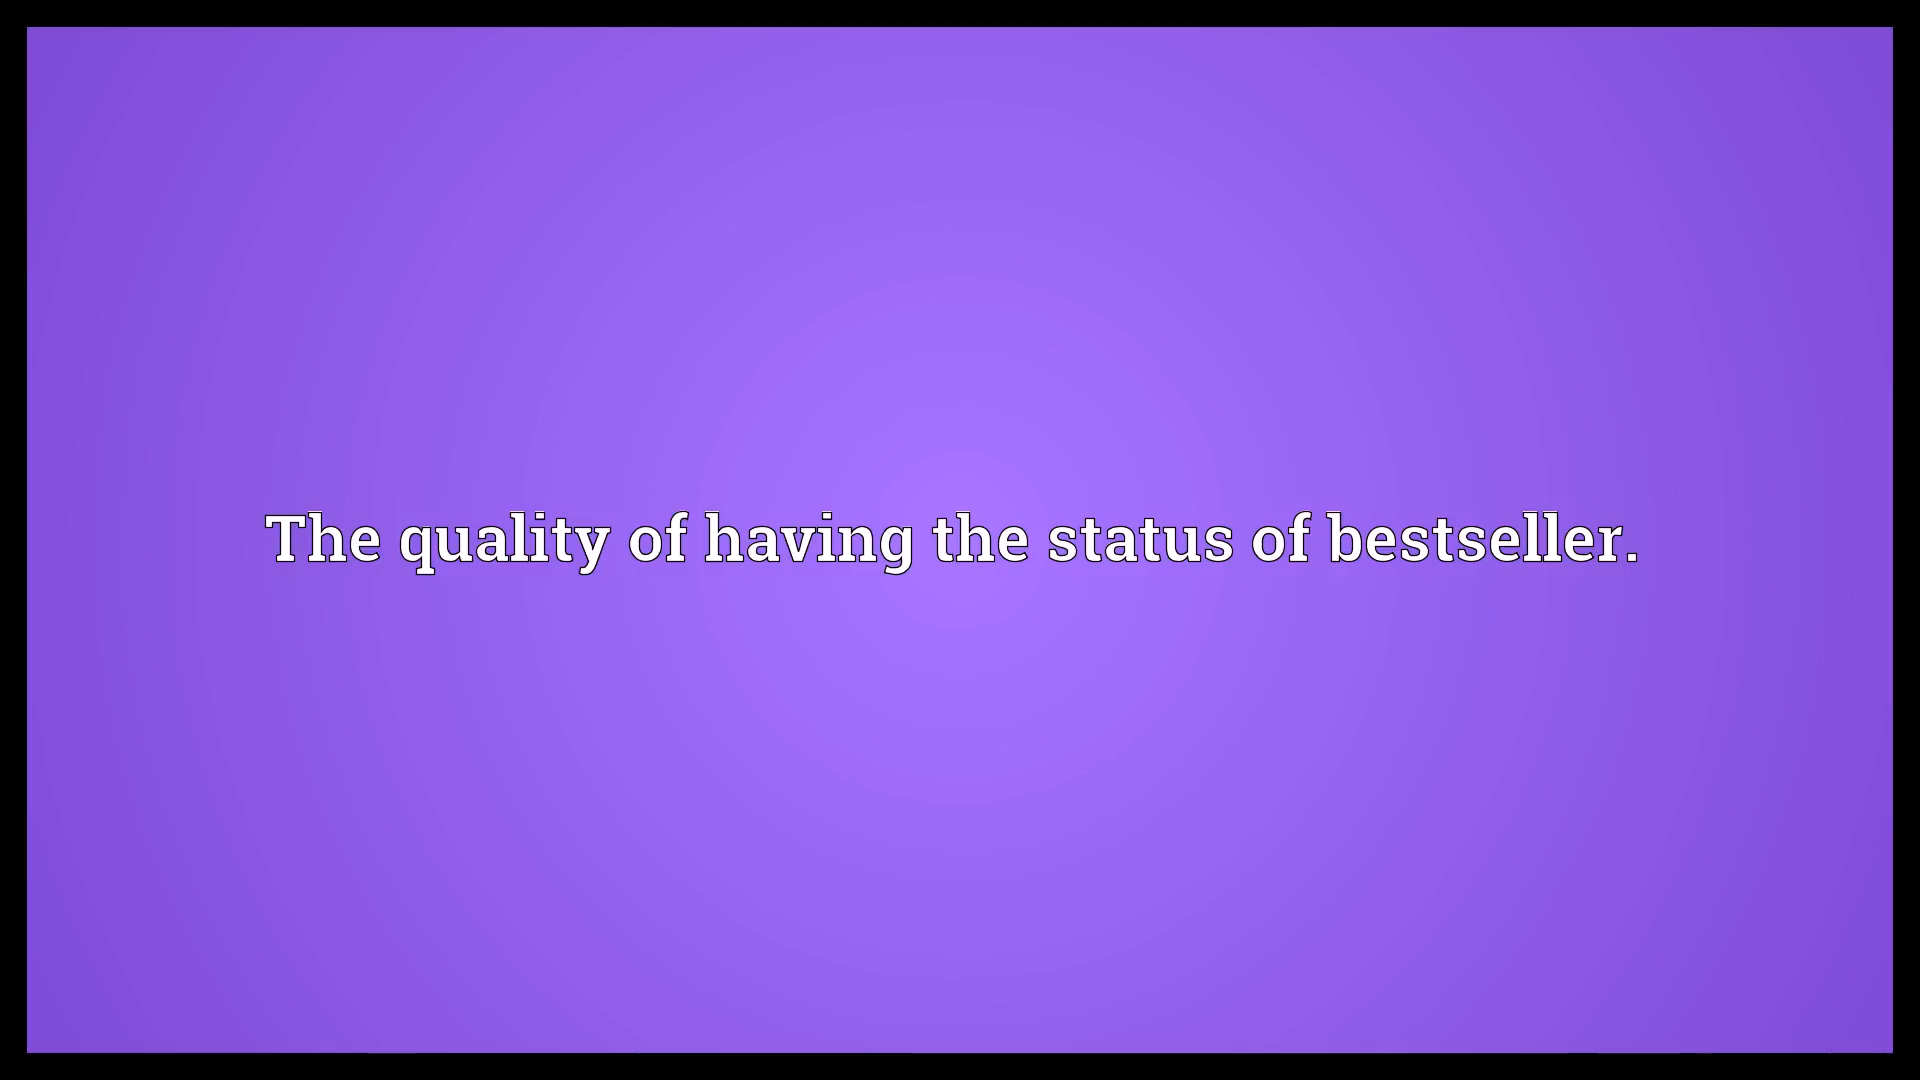 The quality of having the status of bestseller.